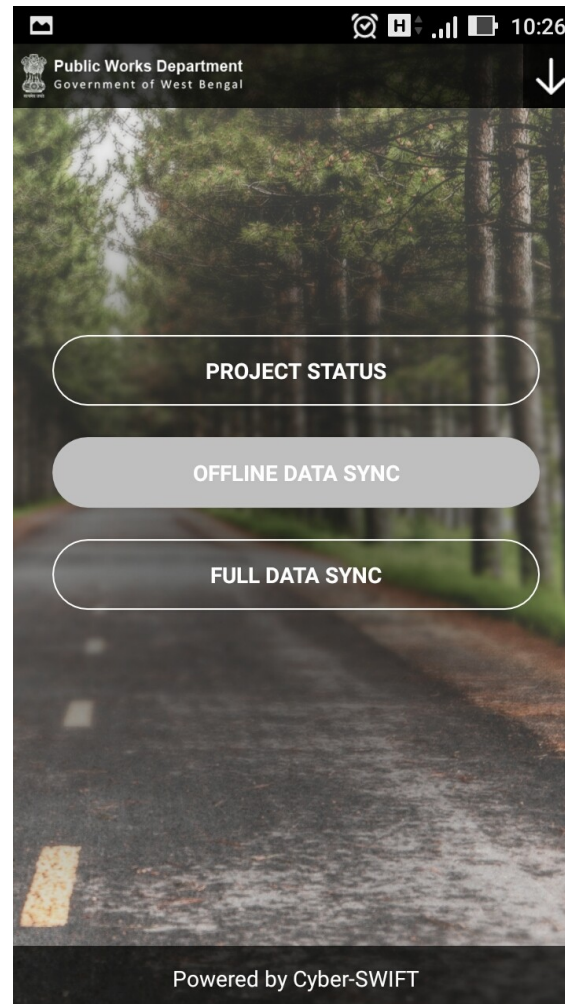 H 10:26
Public Works Department
Government of West Bengal
PROJECT STATUS
OFFLINE DATA SYNC
FULL DATA SYNC
Powered by Cyber-SWIFT